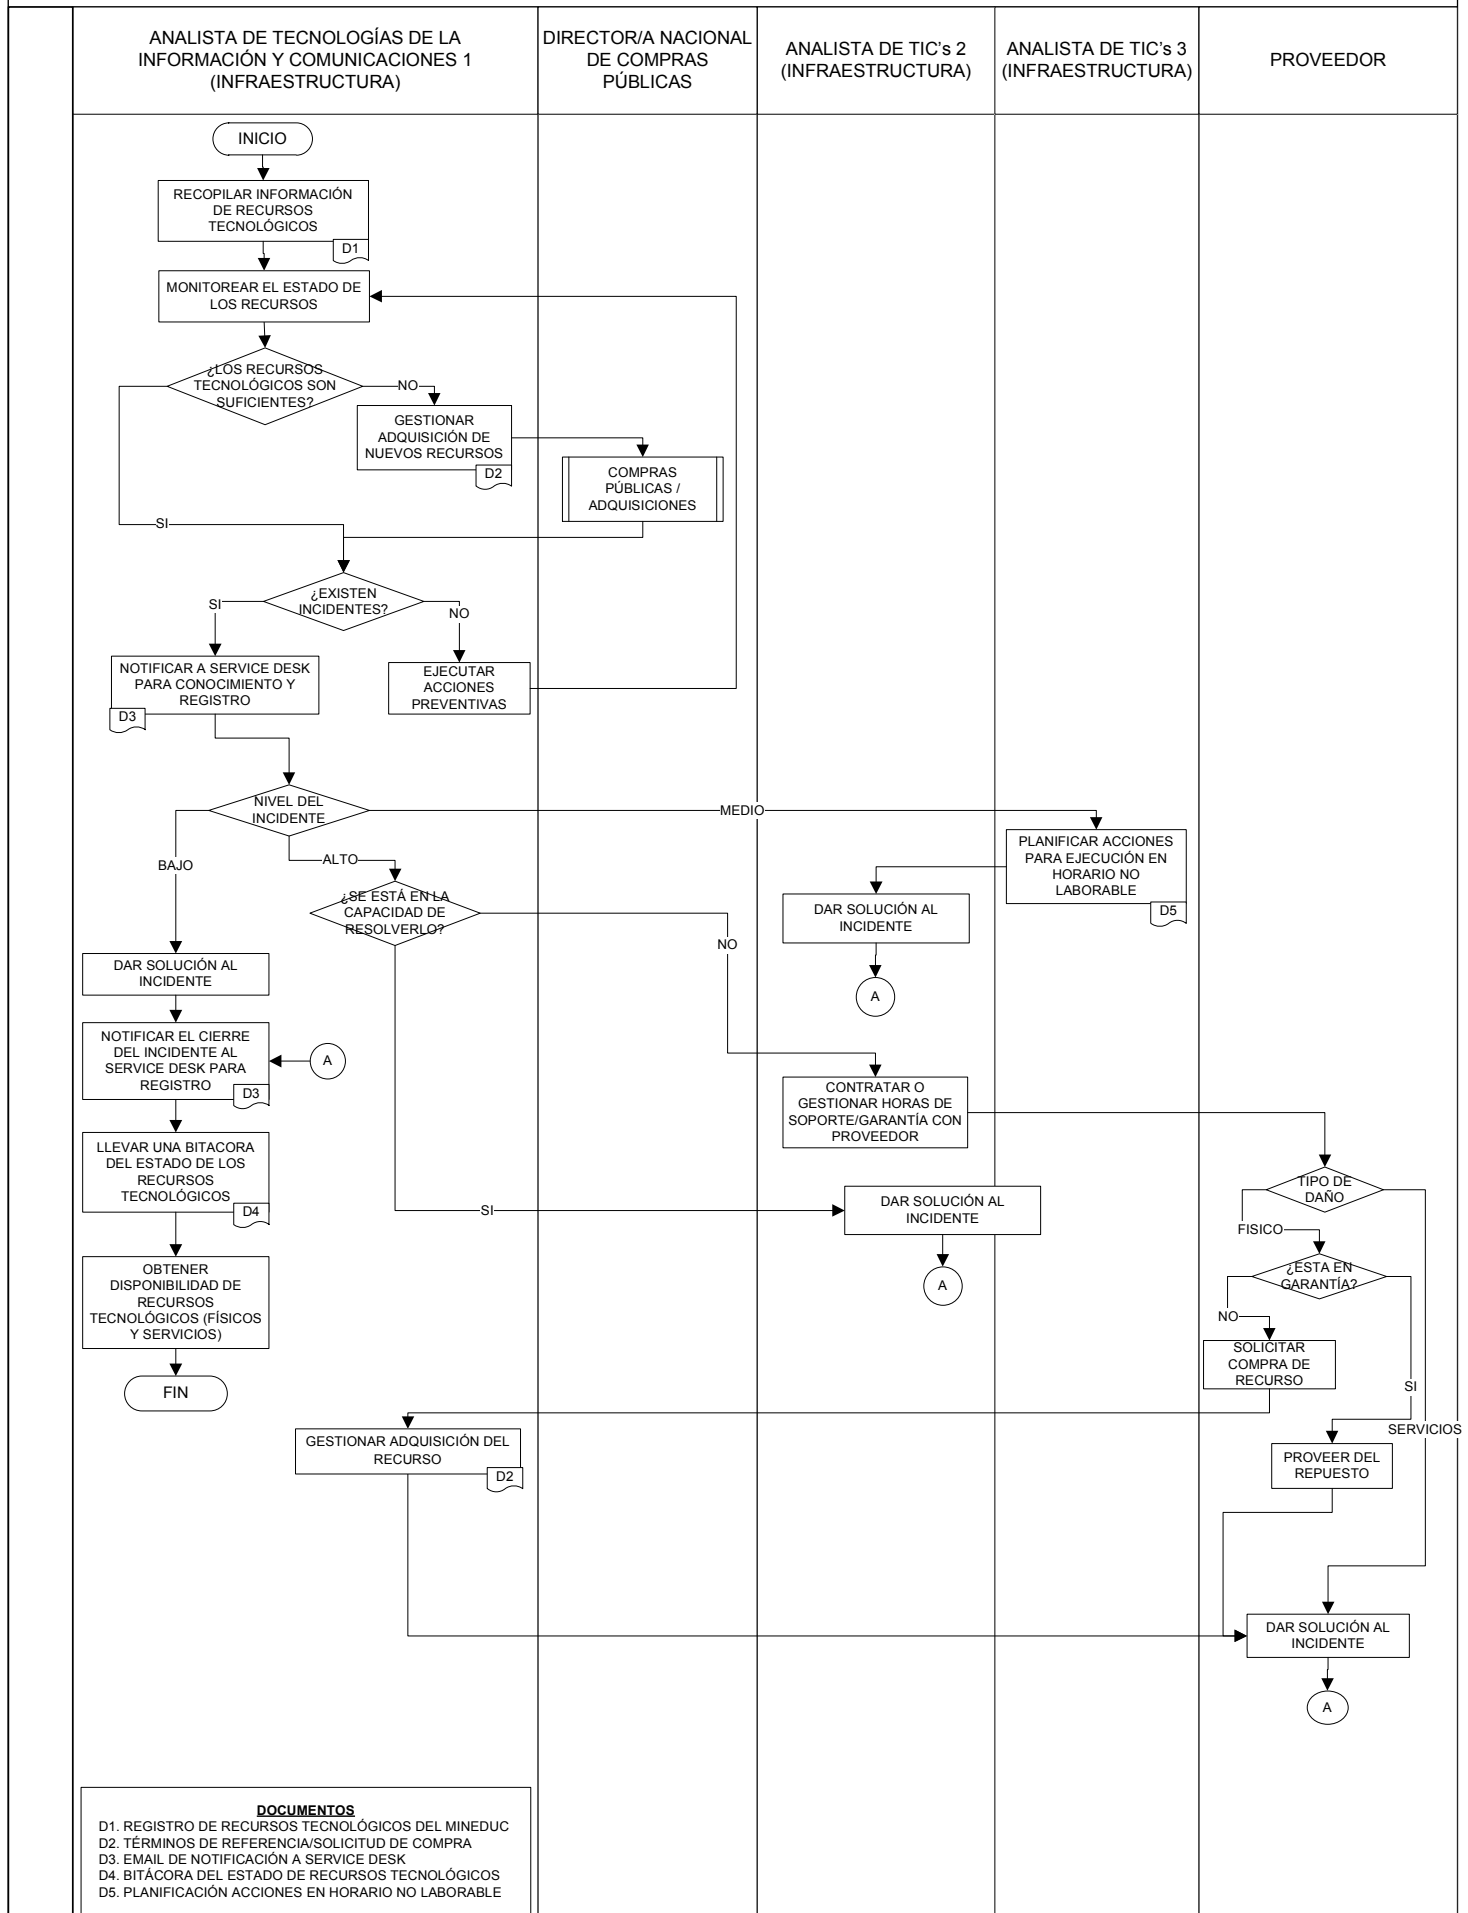 ANALISTA DE TECNOLOGÍAS DE LA
INFORMACIÓN Y COMUNICACIONES 1
(INFRAESTRUCTURA)
DIRECTOR/A NACIONAL
DE COMPRAS
PÚBLICAS
ANALISTA DE TIC's 2
(INFRAESTRUCTURA)
ANALISTA DE TIC's 3
(INFRAESTRUCTURA)
PROVEEDOR
INICIO
RECOPILAR INFORMACIÓN
DE RECURSOS
TECNOLÓGICOS
D1
MONITOREAR EL ESTADO DE
LOS RECURSOS
¿LOS RECURSOS
TECNOLÓGICOS SON
SUFICIENTES?
NO
GESTIONAR
ADQUISICIÓN DE
NUEVOS RECURSOS
D2
COMPRAS
PÚBLICAS /
ADQUISICIONES
SI
¿EXISTEN
INCIDENTES?
SI
NO
NOTIFICAR A SERVICE DESK
PARA CONOCIMIENTO Y
REGISTRO
D3
EJECUTAR
ACCIONES
PREVENTIVAS
NIVEL DEL
INCIDENTE
MEDIO
BAJO
ALTO
PLANIFICAR ACCIONES
PARA EJECUCIÓN EN
HORARIO NO
LABORABLE
D5
¿SE ESTÁ EN LA
CAPACIDAD DE
RESOLVERLO?
NO
DAR SOLUCIÓN AL
INCIDENTE
A
DAR SOLUCIÓN AL
INCIDENTE
NOTIFICAR EL CIERRE
DEL INCIDENTE AL
SERVICE DESK PARA
REGISTRO
D3
A
CONTRATAR O
GESTIONAR HORAS DE
SOPORTE/GARANTÍA CON
PROVEEDOR
LLEVAR UNA BITACORA
DEL ESTADO DE LOS
RECURSOS
TECNOLÓGICOS
D4
SI
DAR SOLUCIÓN AL
INCIDENTE
A
TIPO DE
DAÑO
FISICO
¿ESTA EN
GARANTÍA?
NO
SOLICITAR
COMPRA DE
RECURSO
SI
SERVICIOS
OBTENER
DISPONIBILIDAD DE
RECURSOS
TECNOLÓGICOS (FÍSICOS
Y SERVICIOS)
FIN
GESTIONAR ADQUISICIÓN DEL
RECURSO
D2
PROVEER DEL
REPUESTO
DAR SOLUCIÓN AL
INCIDENTE
A
DOCUMENTOS
D1. REGISTRO DE RECURSOS TECNOLÓGICOS DEL MINEDUC
D2. TÉRMINOS DE REFERENCIA/SOLICITUD DE COMPRA
D3. EMAIL DE NOTIFICACIÓN A SERVICE DESK
D4. BITÁCORA DEL ESTADO DE RECURSOS TECNOLÓGICOS
D5. PLANIFICACIÓN ACCIONES EN HORARIO NO LABORABLE